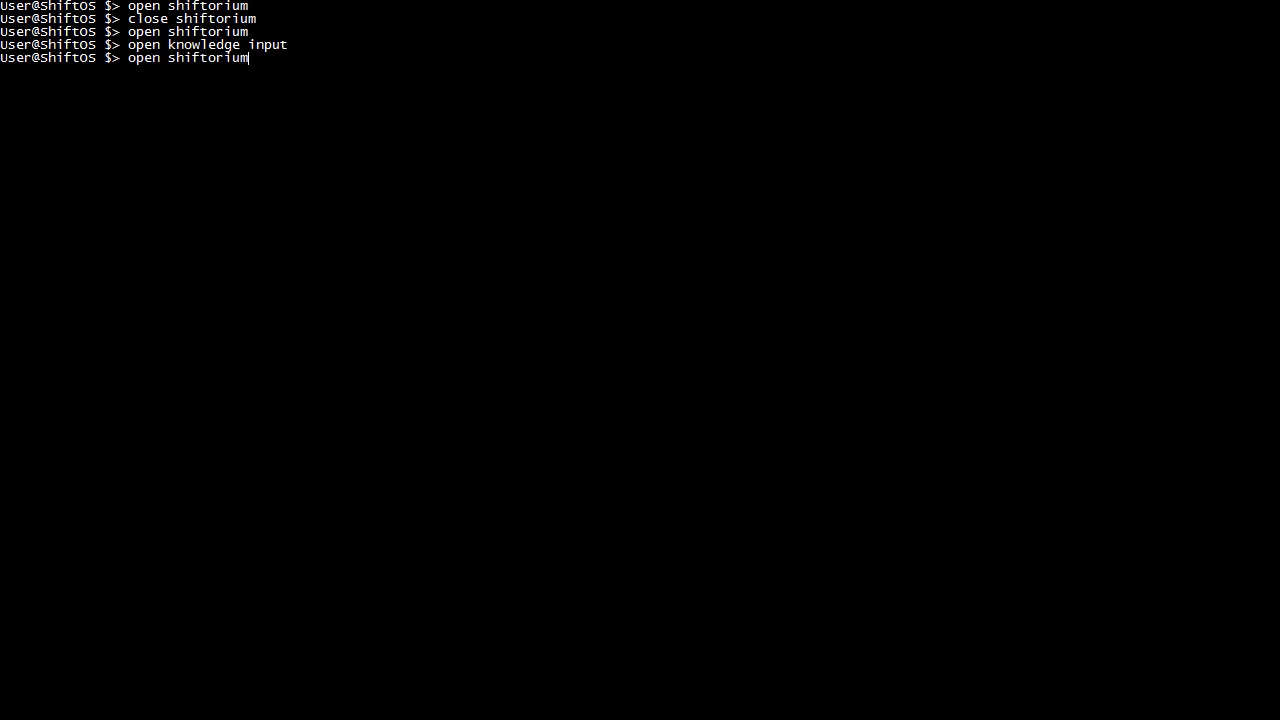 User@ShiftOS $> open shiftorium
User@ShiftOS $> close shiftorium
User@ShiftOS $> open shiftorium
User@ShiftOS $> open knowledge input
User@ShiftOS $> open shiftorium